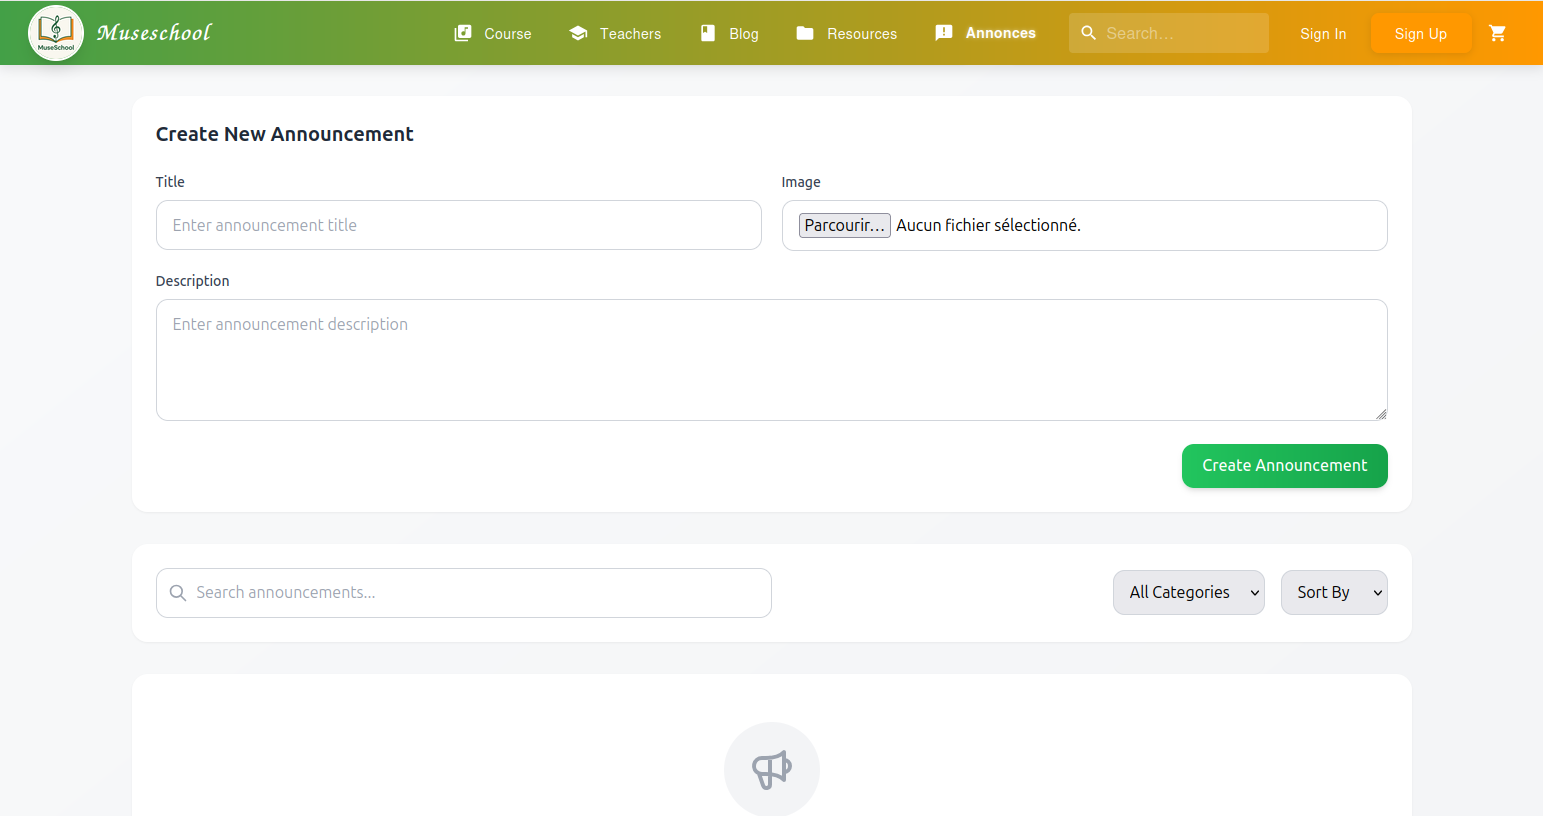 MuseSchool
Museschool
Course
Teachers
Blog
Resources
Annonces
Search...
Sign In
Sign Up
Create New Announcement
Title
Image
Enter announcement title
Parcourir... Aucun fichier sélectionné.
Description
Enter announcement description
Create Announcement
Search announcements...
All Categories
Sort By